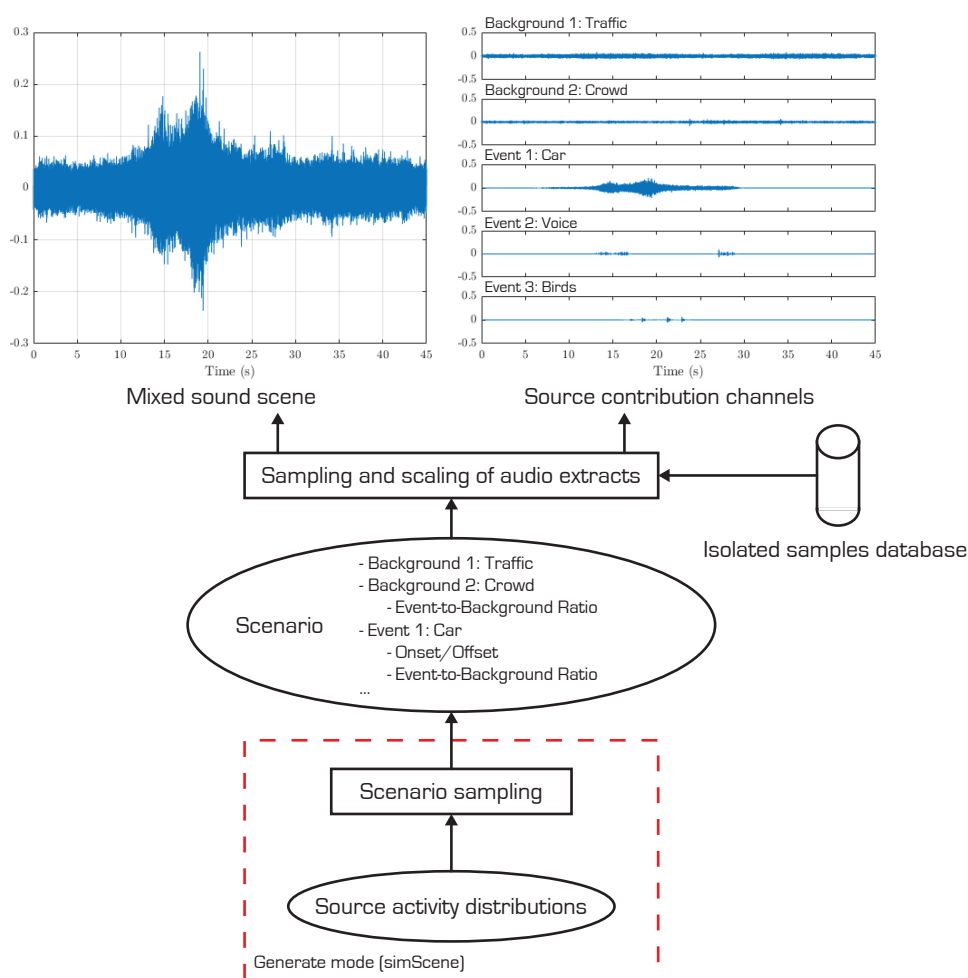 0.3
0.2
0.1
0
-0.1
-0.2
-0.3
0 5 10 15 20 25 30 35 40 45
Time (s)
Mixed sound scene
Background 1: Traffic
0.5
0
-0.5
Background 2: Crowd
0.5
0
-0.5
Event 1: Car
0.5
0
-0.5
Event 2: Voice
0.5
0
-0.5
Event 3: Birds
0.5
0
-0.5
0 5 10 15 20 25 30 35 40 45
Time (s)
Source contribution channels
Sampling and scaling of audio extracts
Isolated samples database
Scenario
- Background 1: Traffic
- Background 2: Crowd
- Event-to-Background Ratio
- Event 1: Car
- Onset/Offset
- Event-to-Background Ratio
...
Scenario sampling
Source activity distributions
Generate mode (simScene)